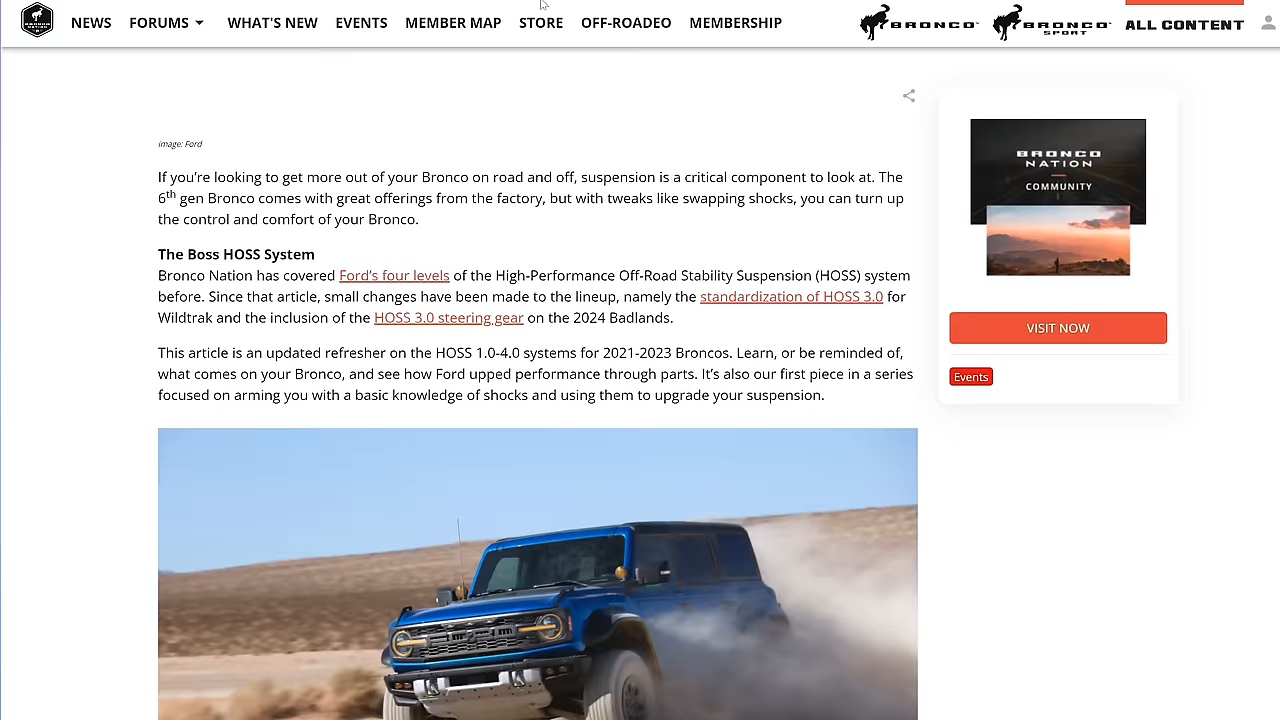 NEWS FORUMS WHAT'S NEW EVENTS MEMBER MAP STORE OFF-ROADEO MEMBERSHIP BRONCO BRONCO SPORT ALL CONTENT
image: Ford
If you’re looking to get more out of your Bronco on road and off, suspension is a critical component to look at. The
6th gen Bronco comes with great offerings from the factory, but with tweaks like swapping shocks, you can turn up
the control and comfort of your Bronco.
The Boss HOSS System
Bronco Nation has covered Ford’s four levels of the High-Performance Off-Road Stability Suspension (HOSS) system
before. Since that article, small changes have been made to the lineup, namely the standardization of HOSS 3.0 for
Wildtrak and the inclusion of the HOSS 3.0 steering gear on the 2024 Badlands.
This article is an updated refresher on the HOSS 1.0-4.0 systems for 2021-2023 Broncos. Learn, or be reminded of,
what comes on your Bronco, and see how Ford upped performance through parts. It’s also our first piece in a series
focused on arming you with a basic knowledge of shocks and using them to upgrade your suspension.
BRONCO
NATION
COMMUNITY
VISIT NOW
Events